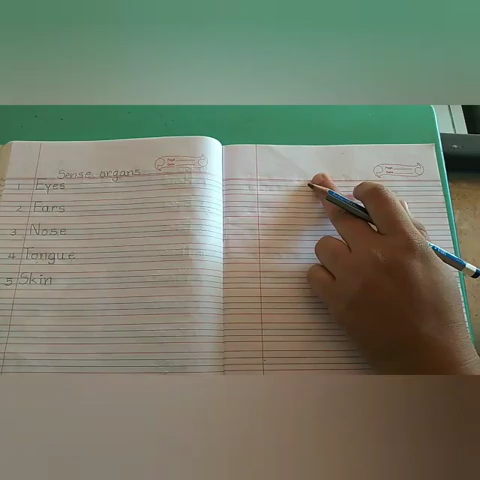 Sense organs
1 Eyes
2 Ears
3 Nose
4 Tongue
5 Skin